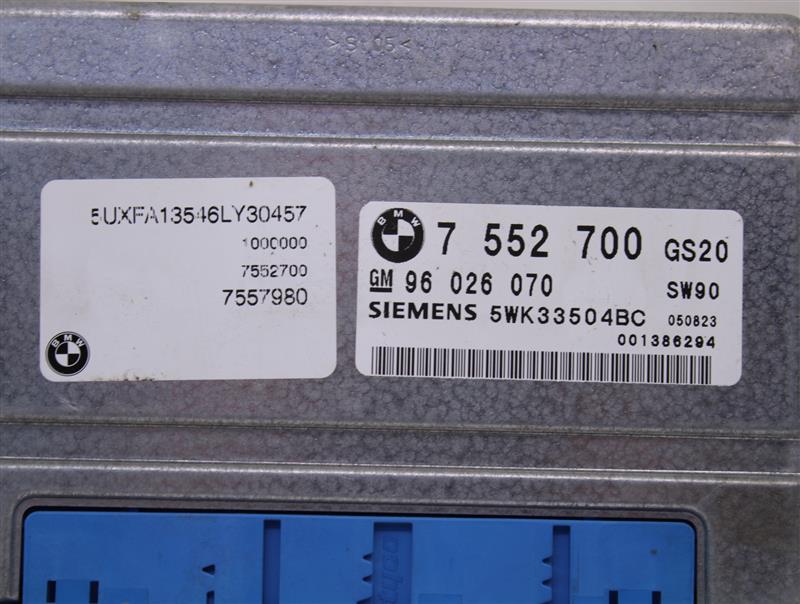 5UXFA13546LY30457
1000000
7552700
7557980
BMW
BMW 7 552 700 GS20
GM 96 026 070 SW90
SIEMENS 5WK33504BC 050823
001386294
tyco